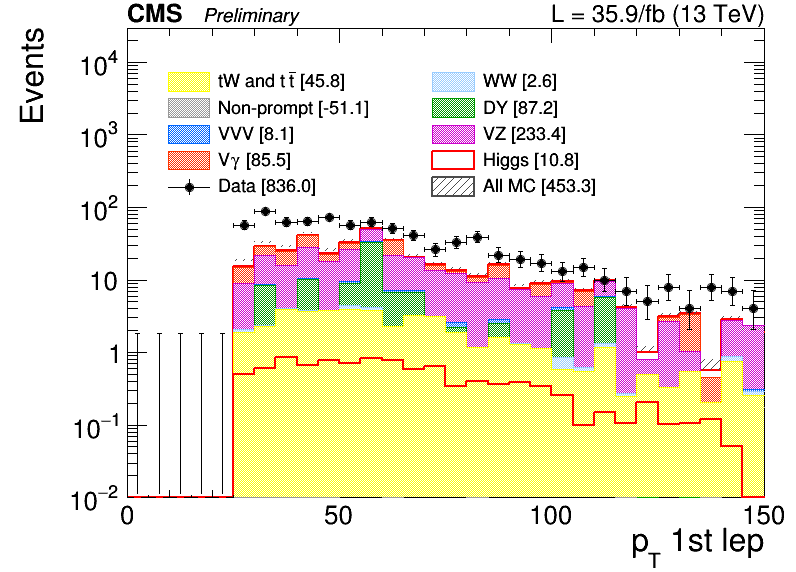 CMS Preliminary L = 35.9/fb (13 TeV)
Events
10⁴
10³
10²
10
1
10⁻¹
10⁻²
tW and t t̄ [45.8] WW [2.6]
Non-prompt [-51.1] DY [87.2]
VVV [8.1] VZ [233.4]
Vγ [85.5] Higgs [10.8]
Data [836.0] All MC [453.3]
0 50 100 150
p_T 1st lep